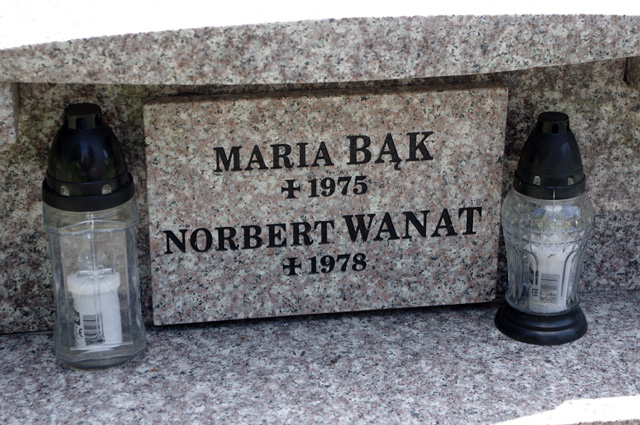 MARIA BĄK
✝ 1975
NORBERT WANAT
✝ 1978